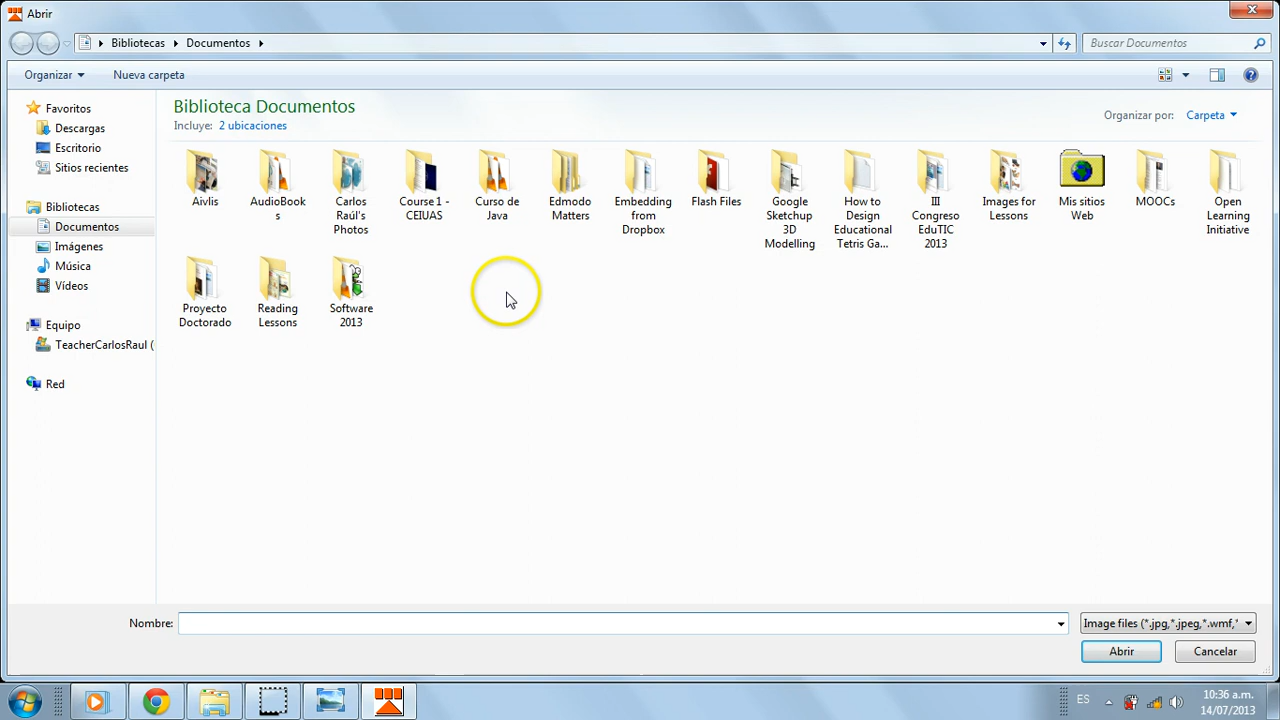 Abrir
Bibliotecas
Documentos
Buscar Documentos
Organizar
Nueva carpeta
Favoritos
Descargas
Escritorio
Sitios recientes
Bibliotecas
Documentos
Imágenes
Música
Vídeos
Equipo
TeacherCarlosRaul (
Red
Biblioteca Documentos
Incluye: 2 ubicaciones
Organizar por: Carpeta
Aivlis
AudioBook
s
Carlos
Raúl's
Photos
Course 1 -
CEIUAS
Curso de
Java
Edmodo
Matters
Embedding
from
Dropbox
Flash Files
Google
Sketchup
3D
Modelling
How to
Design
Educational
Tetris Ga...
III
Congreso
EduTIC
2013
Images for
Lessons
Mis sitios
Web
MOOCs
Open
Learning
Initiative
Proyecto
Doctorado
Reading
Lessons
Software
2013
Nombre:
Image files (*.jpg,*.jpeg,*.wmf,*
Abrir
Cancelar
ES
10:36 a.m.
14/07/2013